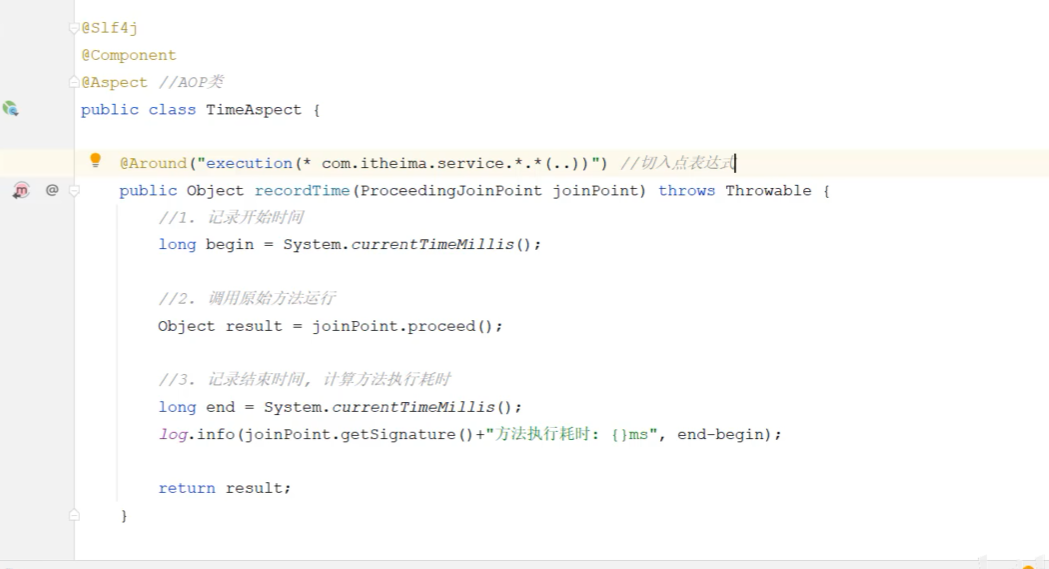 @Slf4j
@Component
@Aspect //AOP类
public class TimeAspect {
@Around("execution(* com.itheima.service.*.*(..))") //切入点表达式
public Object recordTime(ProceedingJoinPoint joinPoint) throws Throwable {
//1. 记录开始时间
long begin = System.currentTimeMillis();
//2. 调用原始方法运行
Object result = joinPoint.proceed();
//3. 记录结束时间, 计算方法执行耗时
long end = System.currentTimeMillis();
log.info(joinPoint.getSignature()+"方法执行耗时: {}ms", end-begin);
return result;
}